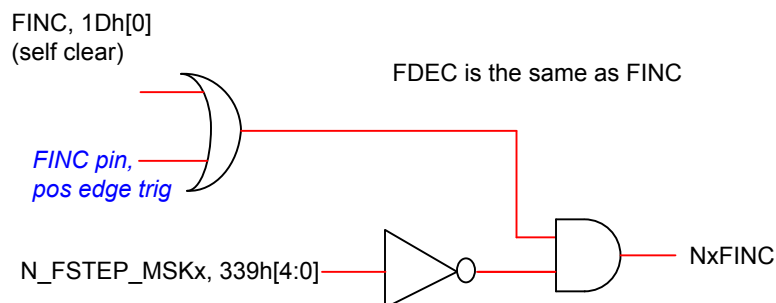 FINC, 1Dh[0]
(self clear)
FDEC is the same as FINC
FINC pin,
pos edge trig
N_FSTEP_MSKx, 339h[4:0]
NxFINC